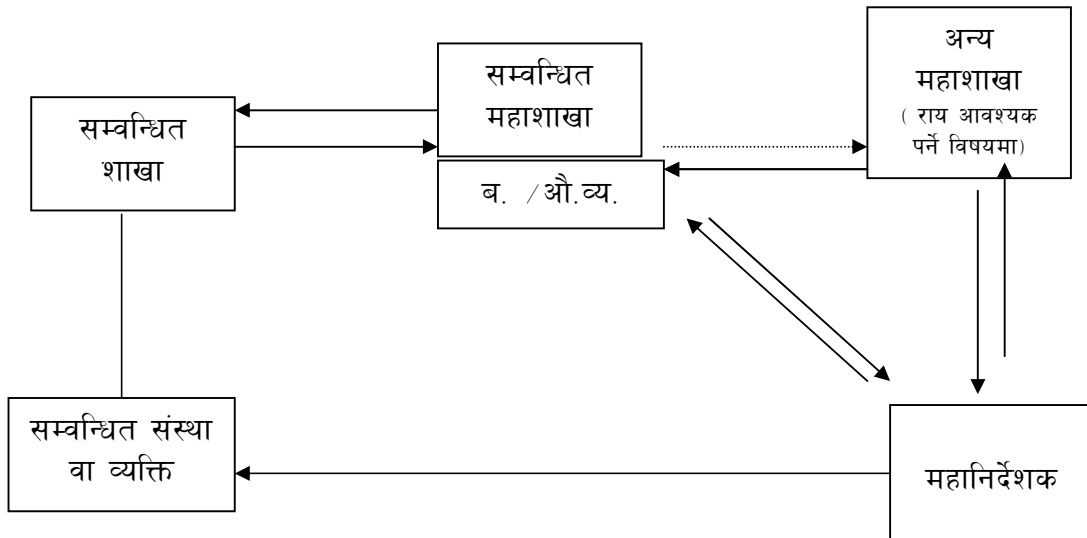 अन्य
महाशाखा
( राय आवश्यक
पर्ने विषयमा)
सम्वन्धित
महाशाखा
सम्वन्धित
शाखा
ब. /औ.व्य.
सम्वन्धित संस्था
वा व्यक्ति
महानिर्देशक